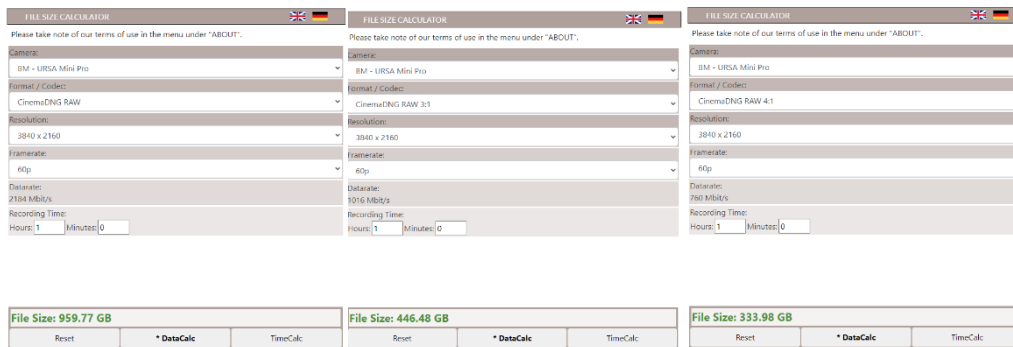 FILE SIZE CALCULATOR
Please take note of our terms of use in the menu under "ABOUT".
Camera:
BM - URSA Mini Pro
Format / Codec:
CinemaDNG RAW
Resolution:
3840 x 2160
Framerate:
60p
Datarate:
2184 Mbit/s
Recording Time:
Hours: 1 Minutes: 0
File Size: 959.77 GB
Reset * DataCalc TimeCalc
FILE SIZE CALCULATOR
Please take note of our terms of use in the menu under "ABOUT".
Camera:
BM - URSA Mini Pro
Format / Codec:
CinemaDNG RAW 3:1
Resolution:
3840 x 2160
Framerate:
60p
Datarate:
1016 Mbit/s
Recording Time:
Hours: 1 Minutes: 0
File Size: 446.48 GB
Reset * DataCalc TimeCalc
FILE SIZE CALCULATOR
Please take note of our terms of use in the menu under "ABOUT".
Camera:
BM - URSA Mini Pro
Format / Codec:
CinemaDNG RAW 4:1
Resolution:
3840 x 2160
Framerate:
60p
Datarate:
760 Mbit/s
Recording Time:
Hours: 1 Minutes: 0
File Size: 333.98 GB
Reset * DataCalc TimeCalc